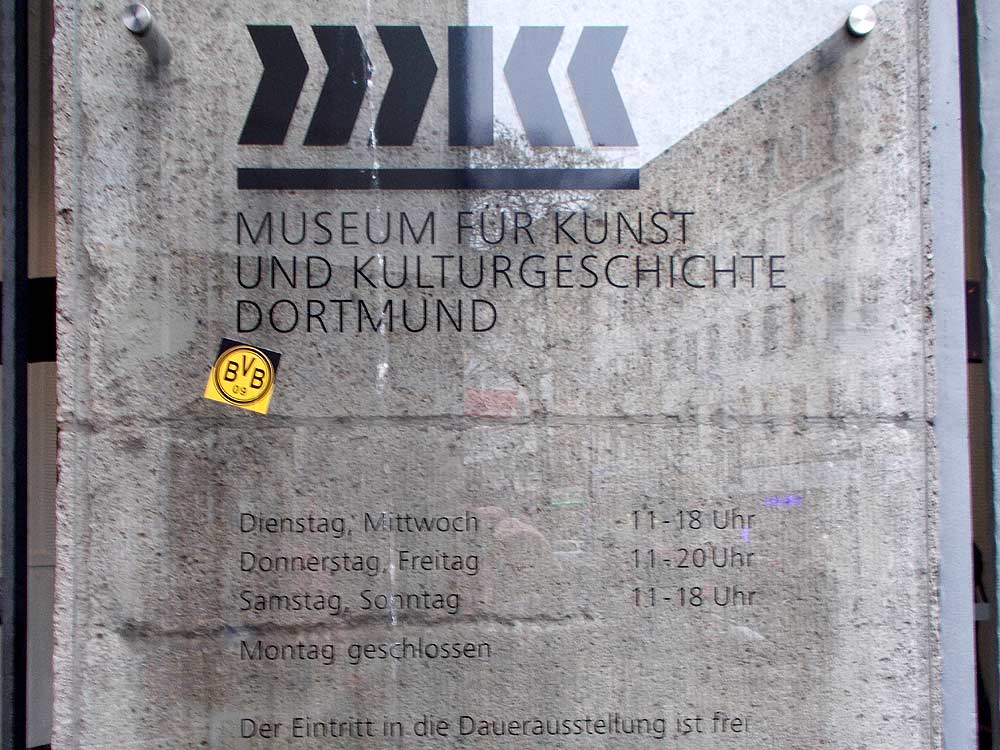 MUSEUM FÜR KUNST
UND KULTURGESCHICHTE
DORTMUND
BVB
09
Dienstag, Mittwoch 11-18 Uhr
Donnerstag, Freitag 11-20 Uhr
Samstag, Sonntag 11-18 Uhr
Montag geschlossen
Der Eintritt in die Dauerausstellung ist frei